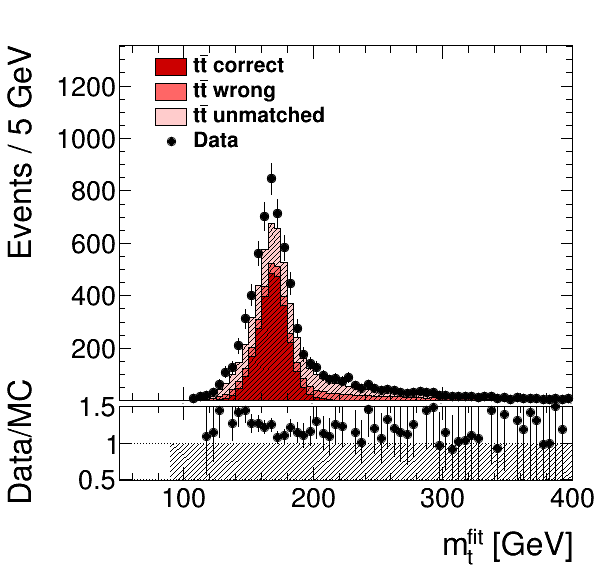 Events / 5 GeV
1200
1000
800
600
400
200
tt̅ correct
tt̅ wrong
tt̅ unmatched
Data
Data/MC
1.5
1
0.5
100 200 300 400
m_t^fit [GeV]